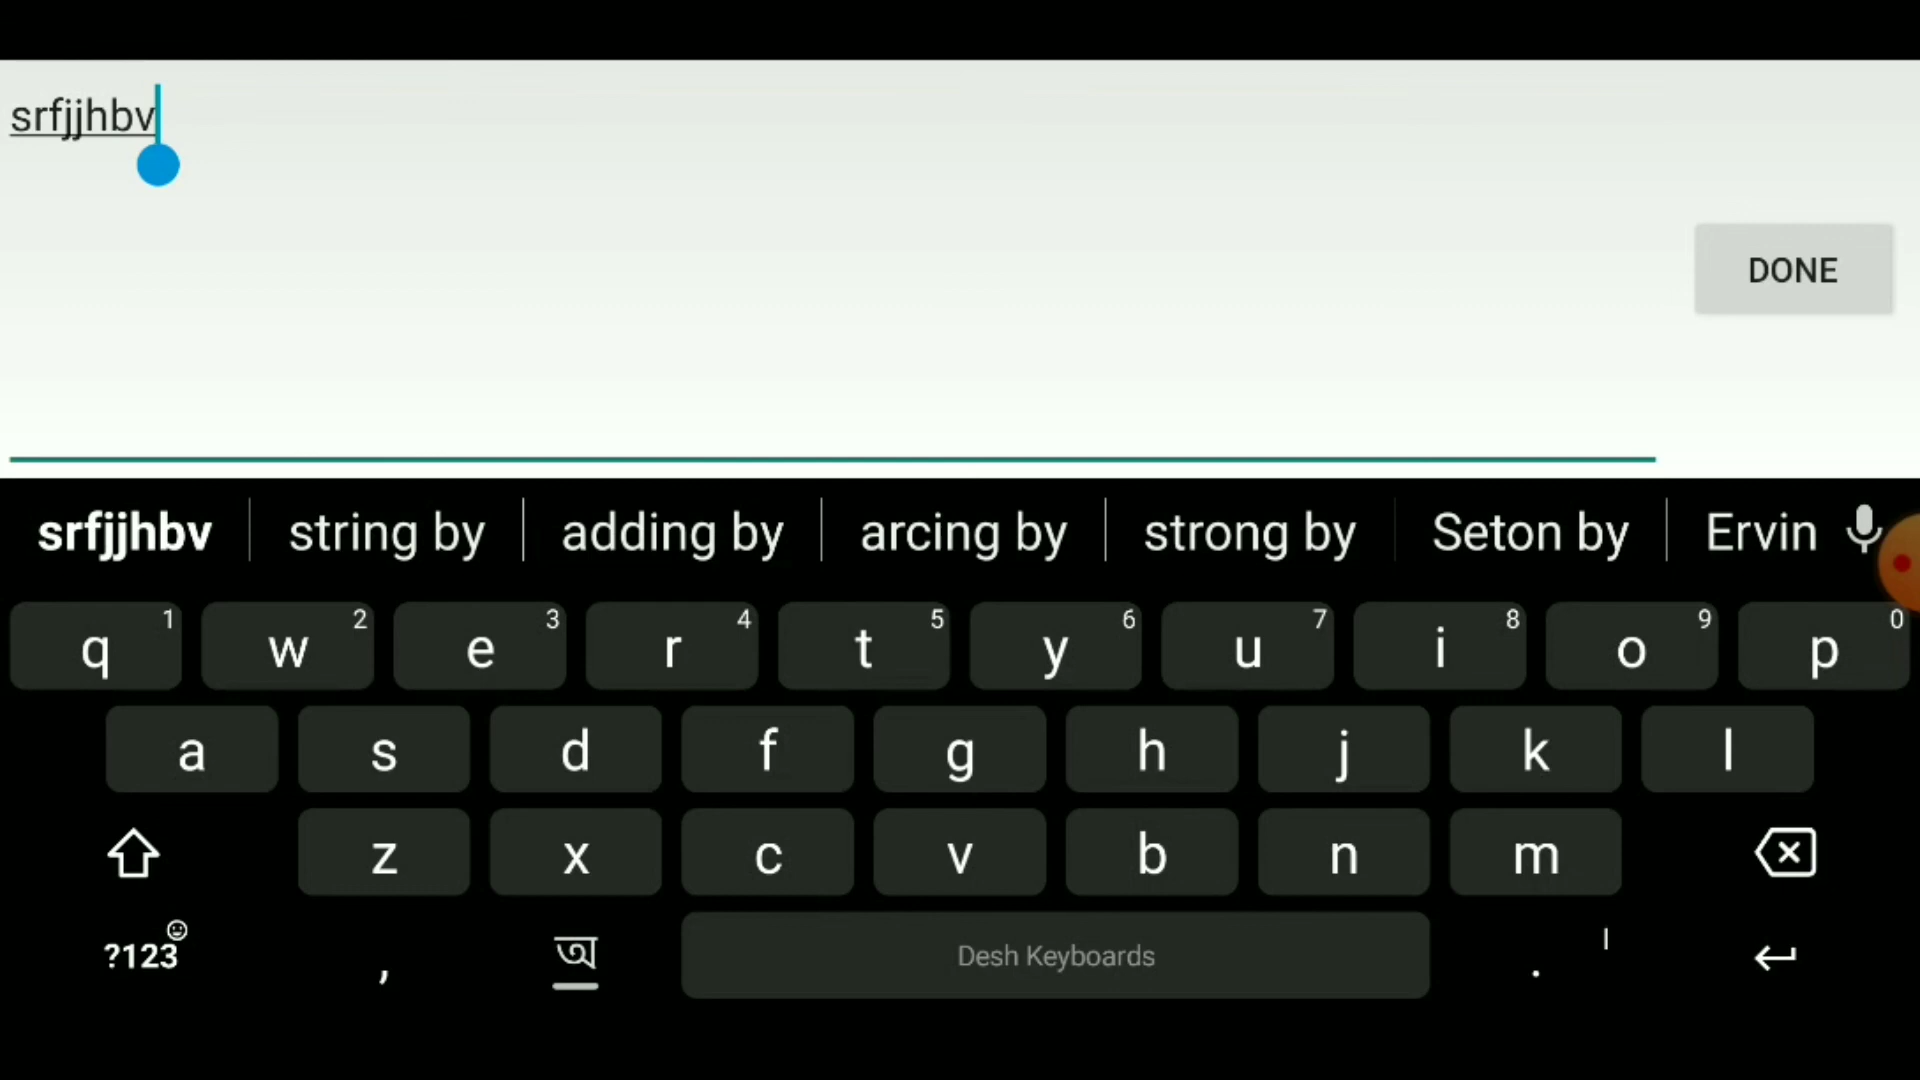 srfjjhbv
DONE
srfjjhbv string by adding by arcing by strong by Seton by Ervin
q 1 w 2 e 3 r 4 t 5 y 6 u 7 i 8 o 9 p 0
a s d f g h j k l
z x c v b n m
?123 , অ Desh Keyboards . |